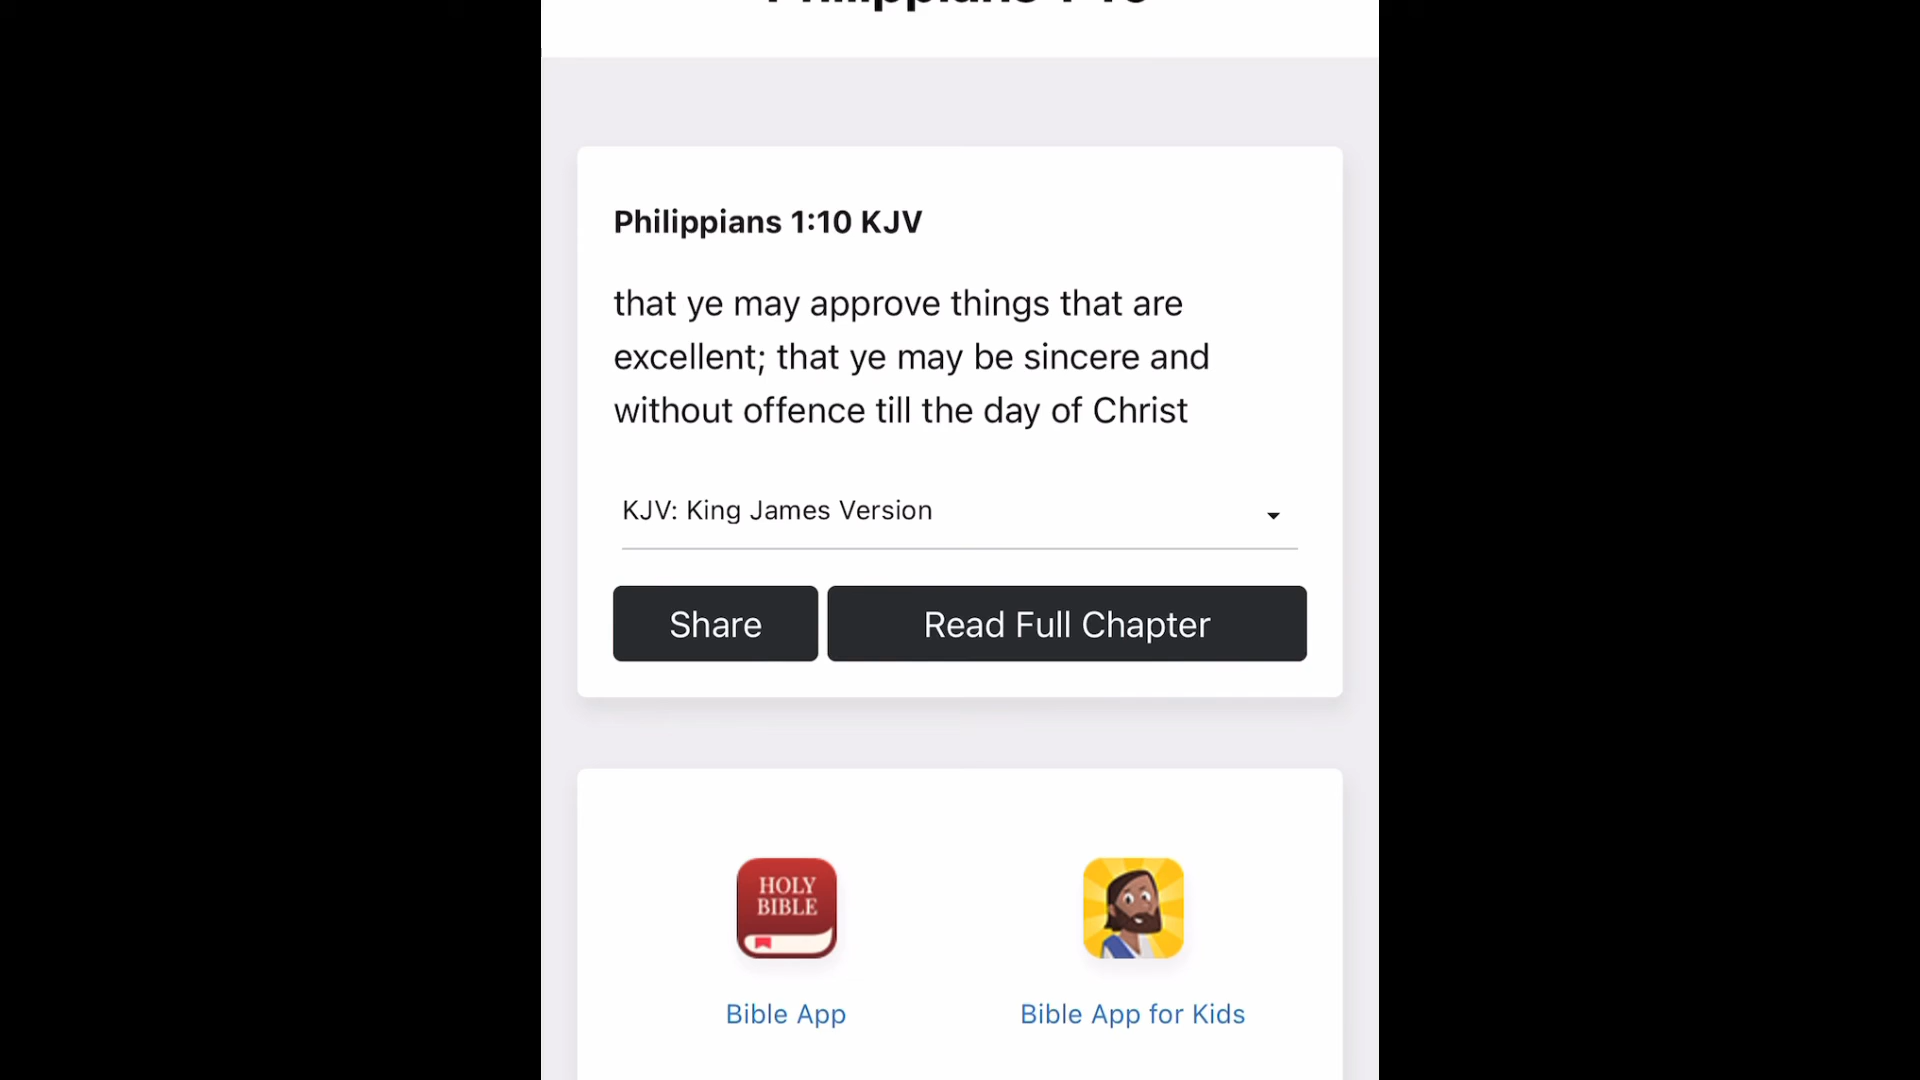 Philippians 1:10 KJV
that ye may approve things that are
excellent; that ye may be sincere and
without offence till the day of Christ
KJV: King James Version
Share
Read Full Chapter
HOLY
BIBLE
Bible App
Bible App for Kids